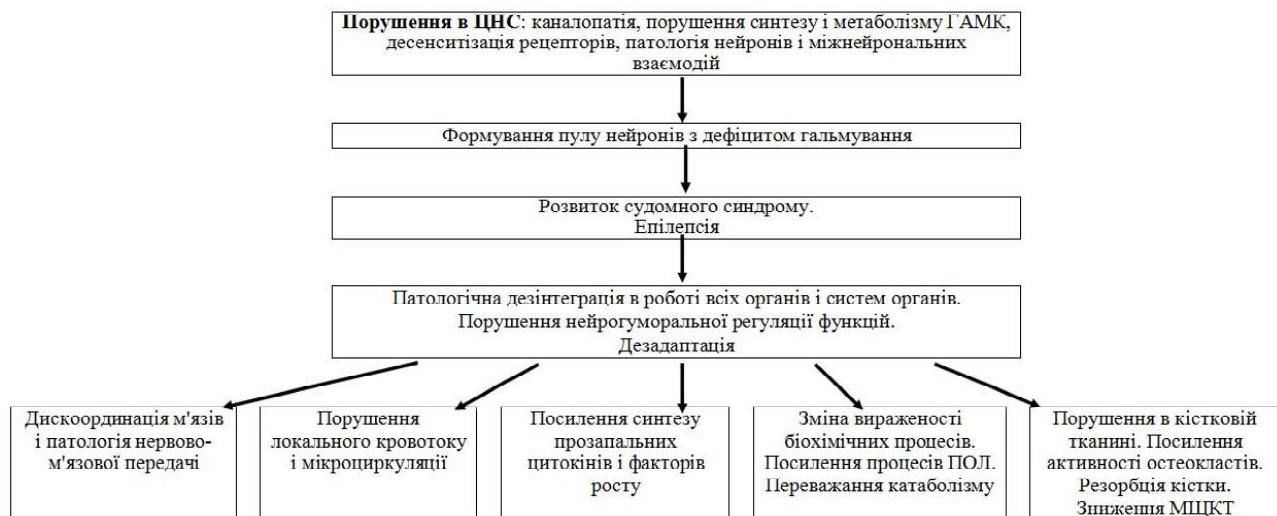 Порушення в ЦНС: каналопатія, порушення синтезу і метаболізму ГАМК,
десенситізація рецепторів, патологія нейронів і міжнейрональних
взаємодій
Формування пулу нейронів з дефіцитом гальмування
Розвиток судомного синдрому.
Епілепсія
Патологічна дезінтеграція в роботі всіх органів і систем органів.
Порушення нейрогуморальної регуляції функцій.
Дезадаптація
Дискоординація м'язів
і патологія нервово-
м'язової передачі
Порушення
локального кровотоку
і мікроциркуляції
Посилення синтезу
прозапальних
цитокінів і факторів
росту
Зміна вираженості
біохімічних процесів.
Посилення процесів ПОЛ.
Переважання катаболізму
Порушення в кістковій
тканині. Посилення
активності остеокластів.
Резорбція кістки.
Зниження МЩКТ